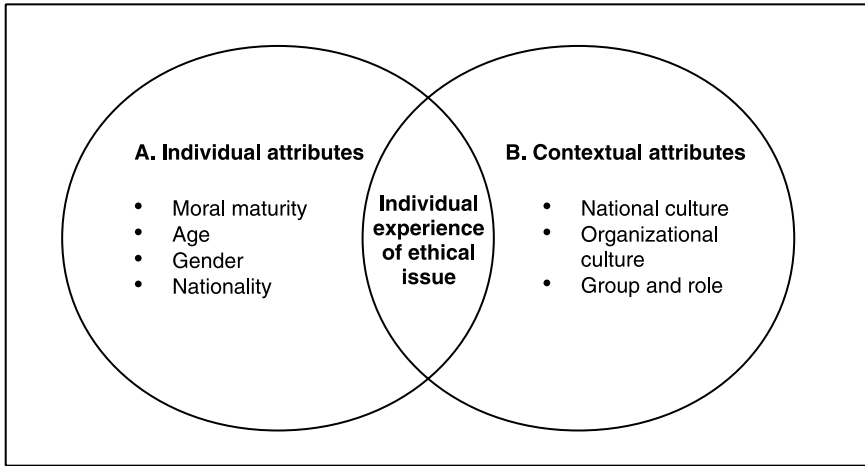 A. Individual attributes
• Moral maturity
• Age
• Gender
• Nationality
Individual
experience
of ethical
issue
B. Contextual attributes
• National culture
• Organizational
culture
• Group and role